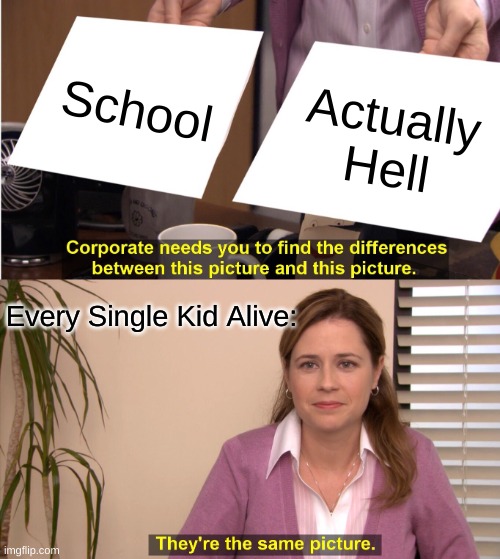 School
Actually
Hell
Corporate needs you to find the differences
between this picture and this picture.
Every Single Kid Alive:
They're the same picture.
imgflip.com